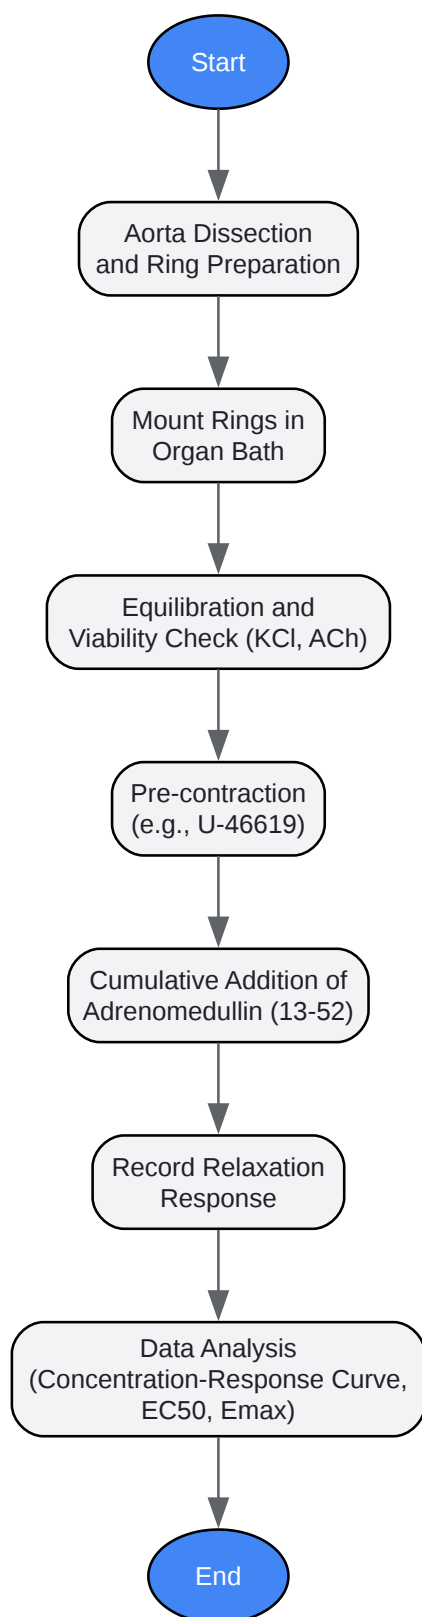 Start
Aorta Dissection
and Ring Preparation
Mount Rings in
Organ Bath
Equilibration and
Viability Check (KCl, ACh)
Pre-contraction
(e.g., U-46619)
Cumulative Addition of
Adrenomedullin (13-52)
Record Relaxation
Response
Data Analysis
(Concentration-Response Curve,
EC50, Emax)
End